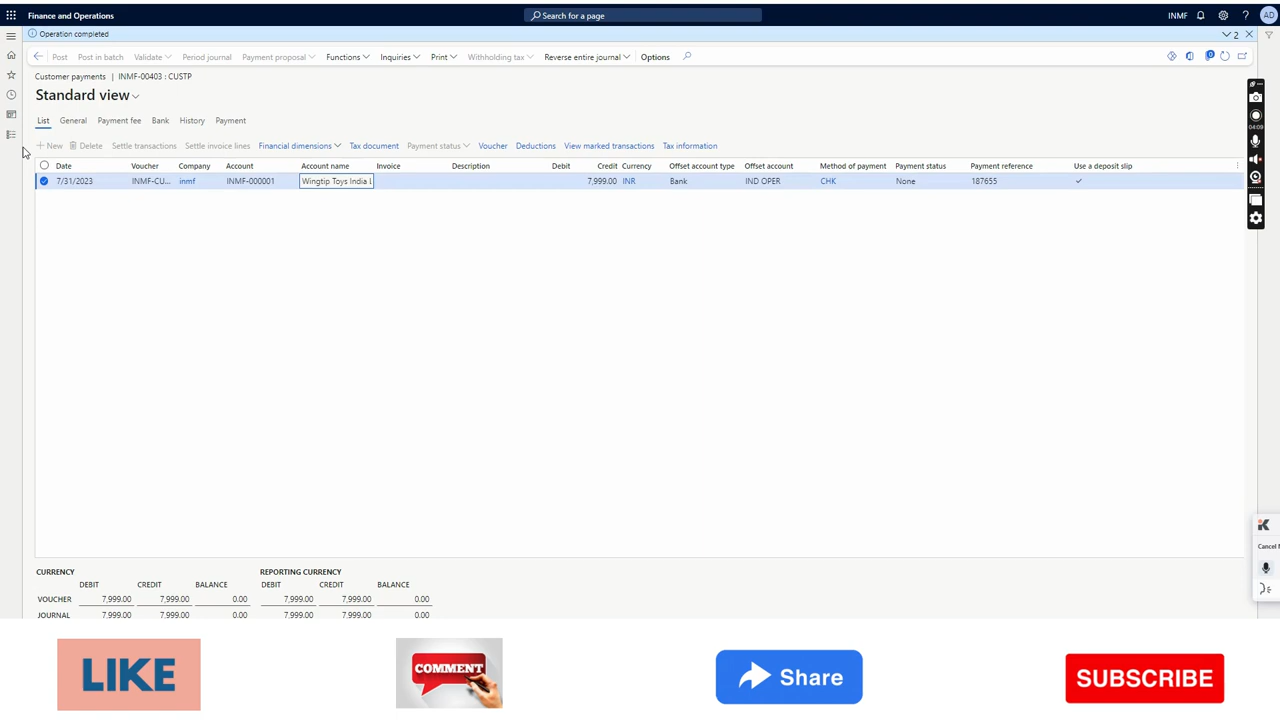 Finance and Operations
Search for a page
INMF
AD
Operation completed
2
Post Post in batch Validate Period journal Payment proposal Functions Inquiries Print Withholding tax Reverse entire journal Options
0
Customer payments | INMF-00403 : CUSTP
Standard view
04:09
List General Payment fee Bank History Payment
New Delete Settle transactions Settle invoice lines Financial dimensions Tax document Payment status Voucher Deductions View marked transactions Tax information
Date Voucher Company Account Account name Invoice Description Debit Credit Currency Offset account type Offset account Method of payment Payment status Payment reference Use a deposit slip
7/31/2023 INMF-CU... inmf INMF-000001 Wingtip Toys India 7,999.00 INR Bank IND OPER CHK None 187655
Cancel
CURRENCY REPORTING CURRENCY
DEBIT CREDIT BALANCE DEBIT CREDIT BALANCE
VOUCHER 7,999.00 7,999.00 0.00 7,999.00 7,999.00 0.00
JOURNAL 7,999.00 7,999.00 0.00 7,999.00 7,999.00 0.00
LIKE
COMMENT
Share
SUBSCRIBE